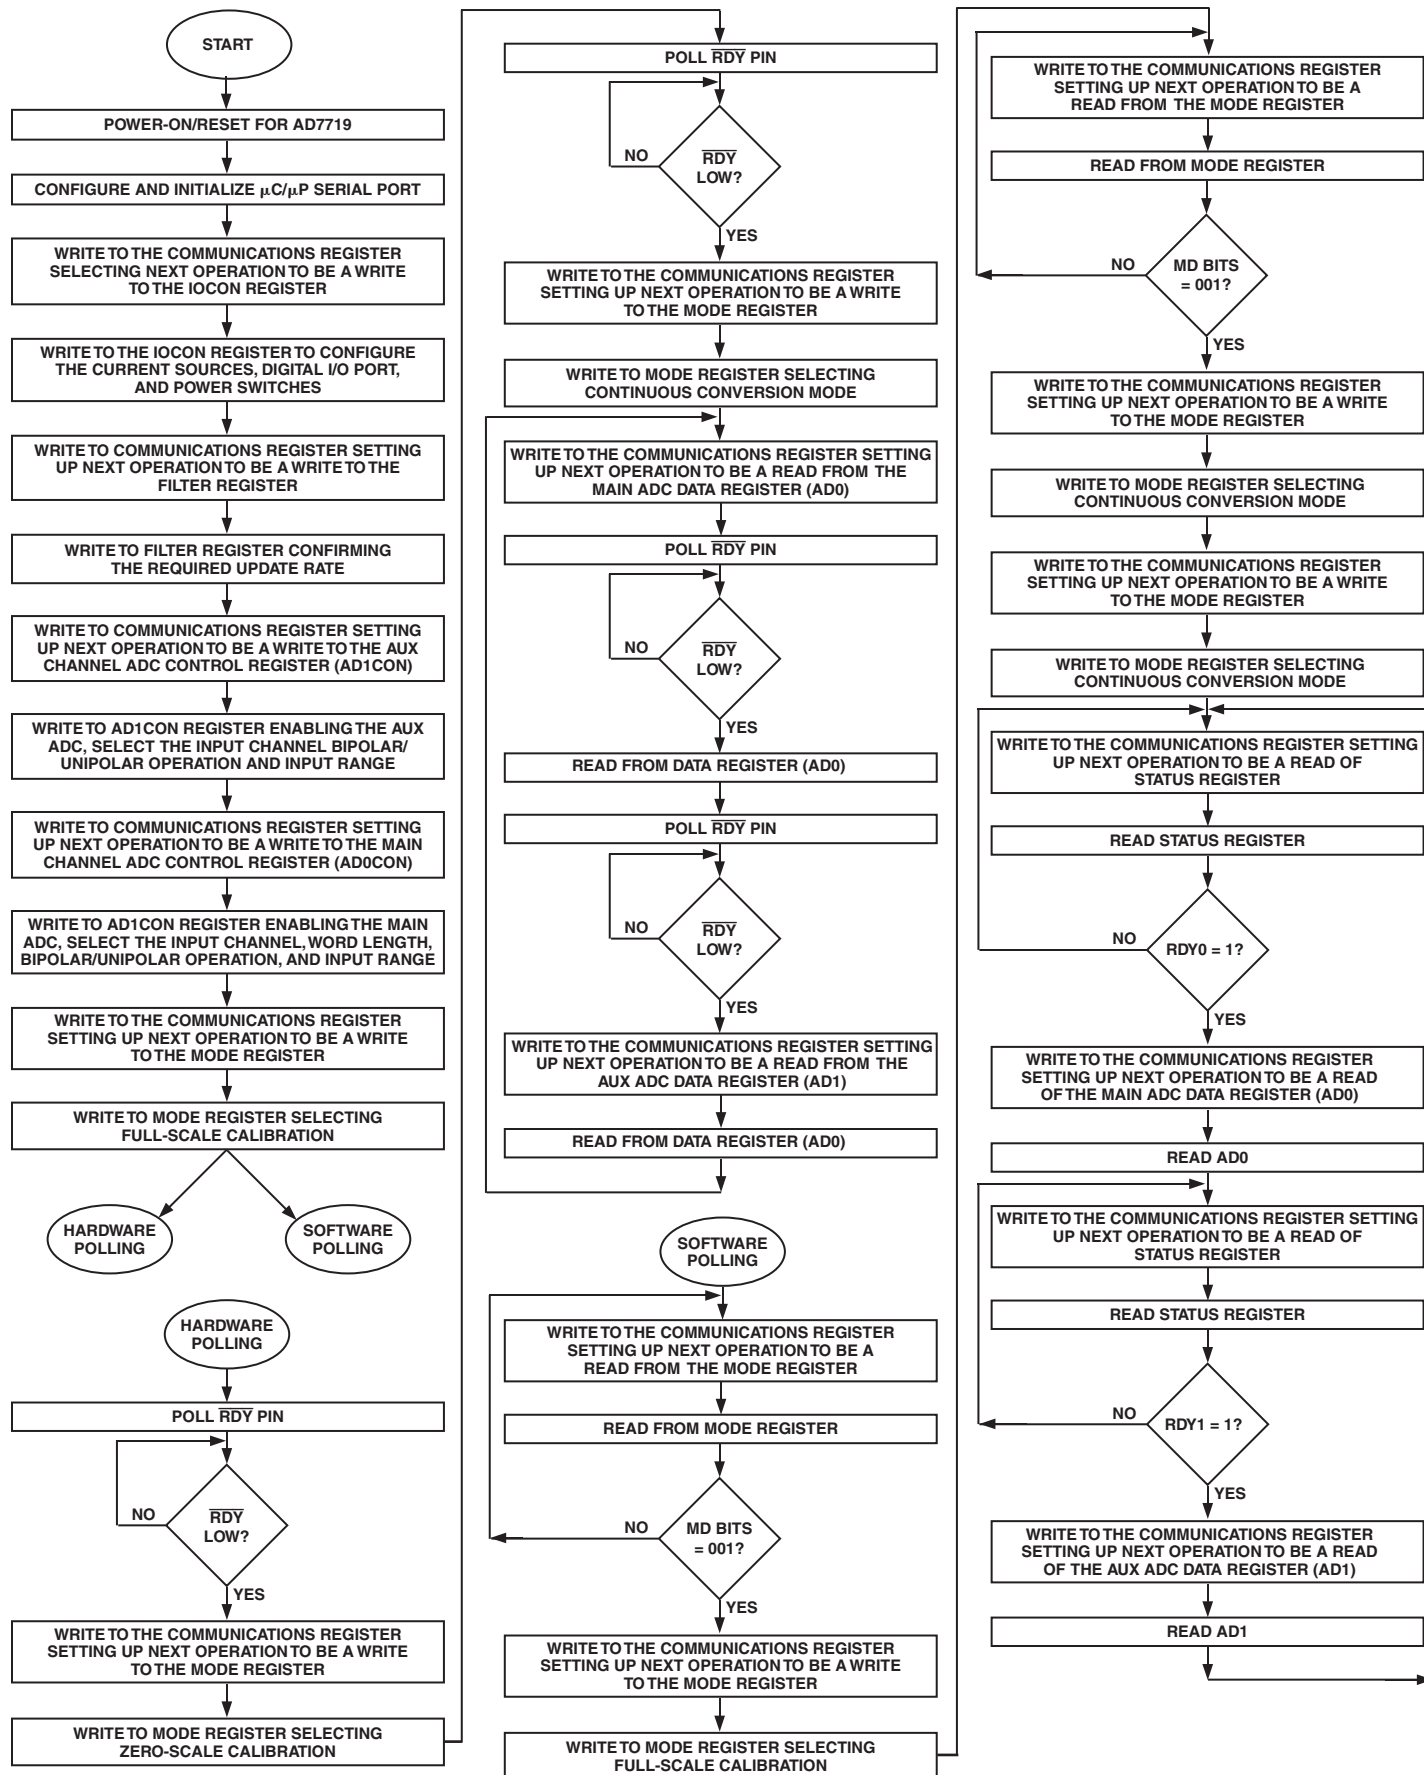 START
POWER-ON/RESET FOR AD7719
CONFIGURE AND INITIALIZE μC/μP SERIAL PORT
WRITE TO THE COMMUNICATIONS REGISTER
SELECTING NEXT OPERATION TO BE A WRITE
TO THE IOCON REGISTER
WRITE TO THE IOCON REGISTER TO CONFIGURE
THE CURRENT SOURCES, DIGITAL I/O PORT,
AND POWER SWITCHES
WRITE TO COMMUNICATIONS REGISTER SETTING
UP NEXT OPERATION TO BE A WRITE TO THE
FILTER REGISTER
WRITE TO FILTER REGISTER CONFIRMING
THE REQUIRED UPDATE RATE
WRITE TO COMMUNICATIONS REGISTER SETTING
UP NEXT OPERATION TO BE A WRITE TO THE AUX
CHANNEL ADC CONTROL REGISTER (AD1CON)
WRITE TO AD1CON REGISTER ENABLING THE AUX
ADC, SELECT THE INPUT CHANNEL BIPOLAR/
UNIPOLAR OPERATION AND INPUT RANGE
WRITE TO COMMUNICATIONS REGISTER SETTING
UP NEXT OPERATION TO BE A WRITE TO THE MAIN
CHANNEL ADC CONTROL REGISTER (AD0CON)
WRITE TO AD1CON REGISTER ENABLING THE MAIN
ADC, SELECT THE INPUT CHANNEL, WORD LENGTH,
BIPOLAR/UNIPOLAR OPERATION, AND INPUT RANGE
WRITE TO THE COMMUNICATIONS REGISTER
SETTING UP NEXT OPERATION TO BE A WRITE
TO THE MODE REGISTER
WRITE TO MODE REGISTER SELECTING
FULL-SCALE CALIBRATION
HARDWARE
POLLING
SOFTWARE
POLLING
HARDWARE
POLLING
POLL RDY PIN
RDY
LOW?
NO
YES
WRITE TO THE COMMUNICATIONS REGISTER
SETTING UP NEXT OPERATION TO BE A WRITE
TO THE MODE REGISTER
WRITE TO MODE REGISTER SELECTING
ZERO-SCALE CALIBRATION
POLL RDY PIN
NO
RDY
LOW?
YES
WRITE TO THE COMMUNICATIONS REGISTER
SETTING UP NEXT OPERATION TO BE A WRITE
TO THE MODE REGISTER
WRITE TO MODE REGISTER SELECTING
CONTINUOUS CONVERSION MODE
WRITE TO THE COMMUNICATIONS REGISTER SETTING
UP NEXT OPERATION TO BE A READ FROM THE
MAIN ADC DATA REGISTER (AD0)
POLL RDY PIN
NO
RDY
LOW?
YES
READ FROM DATA REGISTER (AD0)
POLL RDY PIN
NO
RDY
LOW?
YES
WRITE TO THE COMMUNICATIONS REGISTER SETTING
UP NEXT OPERATION TO BE A READ FROM THE
AUX ADC DATA REGISTER (AD1)
READ FROM DATA REGISTER (AD0)
SOFTWARE
POLLING
WRITE TO THE COMMUNICATIONS REGISTER
SETTING UP NEXT OPERATION TO BE A
READ FROM THE MODE REGISTER
READ FROM MODE REGISTER
NO
MD BITS
= 001?
YES
WRITE TO THE COMMUNICATIONS REGISTER
SETTING UP NEXT OPERATION TO BE A WRITE
TO THE MODE REGISTER
WRITE TO MODE REGISTER SELECTING
FULL-SCALE CALIBRATION
WRITE TO THE COMMUNICATIONS REGISTER
SETTING UP NEXT OPERATION TO BE A
READ FROM THE MODE REGISTER
READ FROM MODE REGISTER
NO
MD BITS
= 001?
YES
WRITE TO THE COMMUNICATIONS REGISTER
SETTING UP NEXT OPERATION TO BE A WRITE
TO THE MODE REGISTER
WRITE TO MODE REGISTER SELECTING
CONTINUOUS CONVERSION MODE
WRITE TO THE COMMUNICATIONS REGISTER
SETTING UP NEXT OPERATION TO BE A WRITE
TO THE MODE REGISTER
WRITE TO MODE REGISTER SELECTING
CONTINUOUS CONVERSION MODE
WRITE TO THE COMMUNICATIONS REGISTER SETTING
UP NEXT OPERATION TO BE A READ OF
STATUS REGISTER
READ STATUS REGISTER
NO
RDY0 = 1?
YES
WRITE TO THE COMMUNICATIONS REGISTER
SETTING UP NEXT OPERATION TO BE A READ
OF THE MAIN ADC DATA REGISTER (AD0)
READ AD0
WRITE TO THE COMMUNICATIONS REGISTER SETTING
UP NEXT OPERATION TO BE A READ OF
STATUS REGISTER
READ STATUS REGISTER
NO
RDY1 = 1?
YES
WRITE TO THE COMMUNICATIONS REGISTER
SETTING UP NEXT OPERATION TO BE A READ
OF THE AUX ADC DATA REGISTER (AD1)
READ AD1